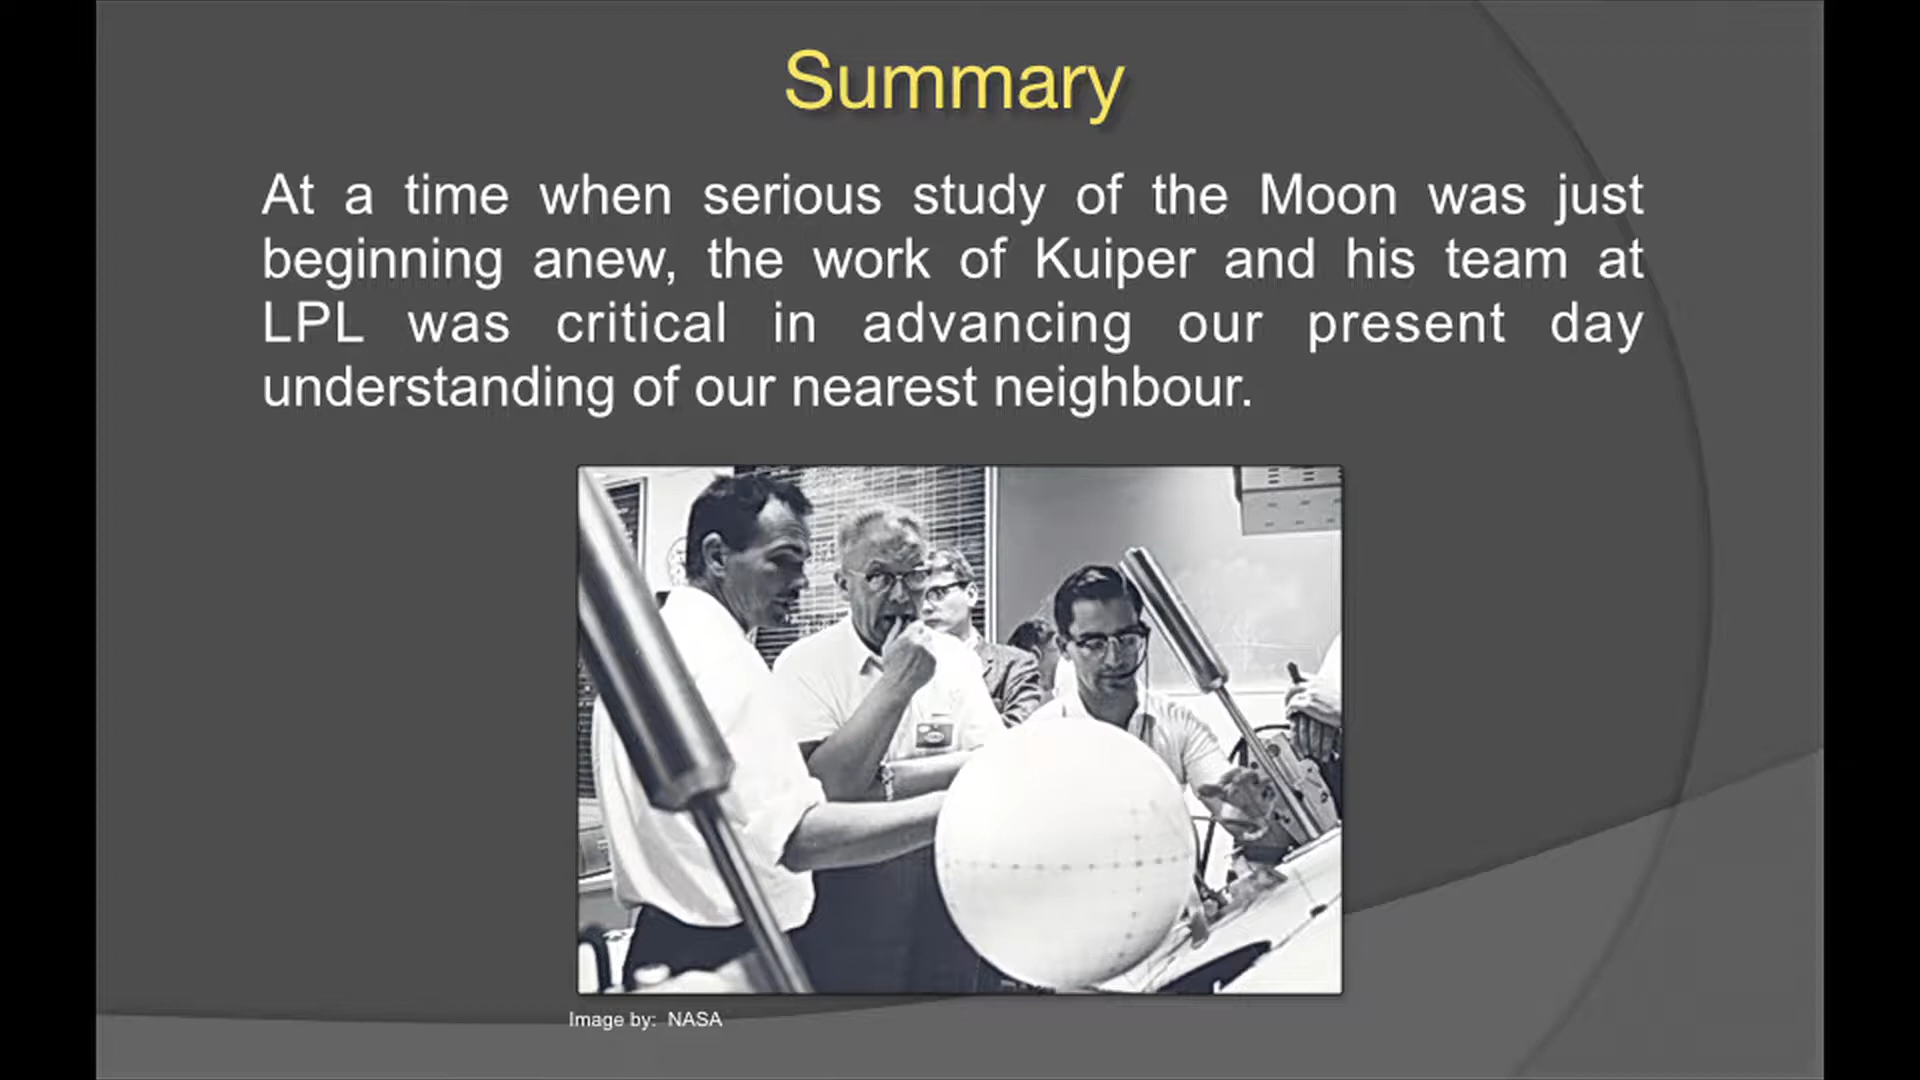 Summary
At a time when serious study of the Moon was just
beginning anew, the work of Kuiper and his team at
LPL was critical in advancing our present day
understanding of our nearest neighbour.
Image by: NASA